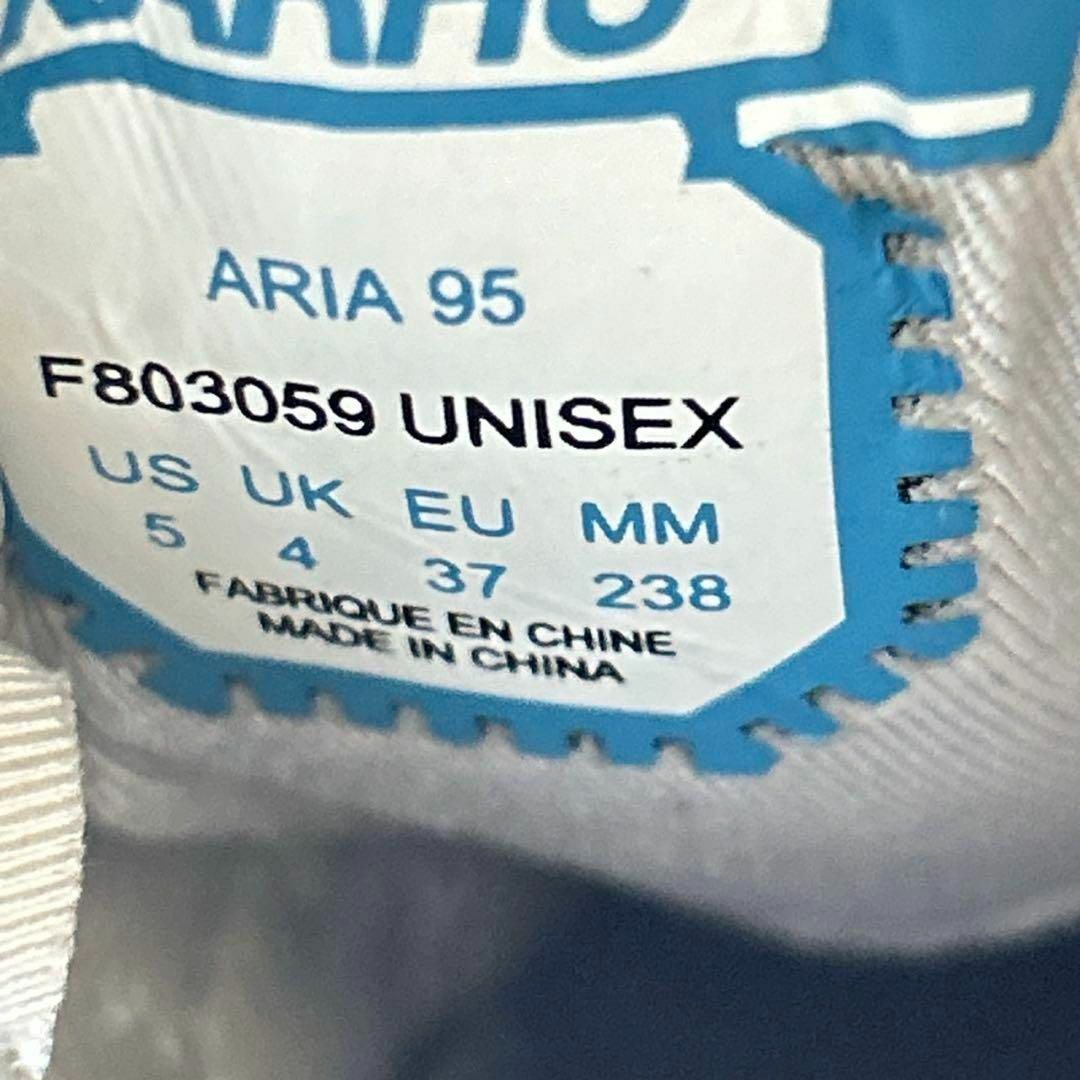 ARIA 95
F803059 UNISEX
US UK EU MM
5 4 37 238
FABRIQUE EN CHINE
MADE IN CHINA